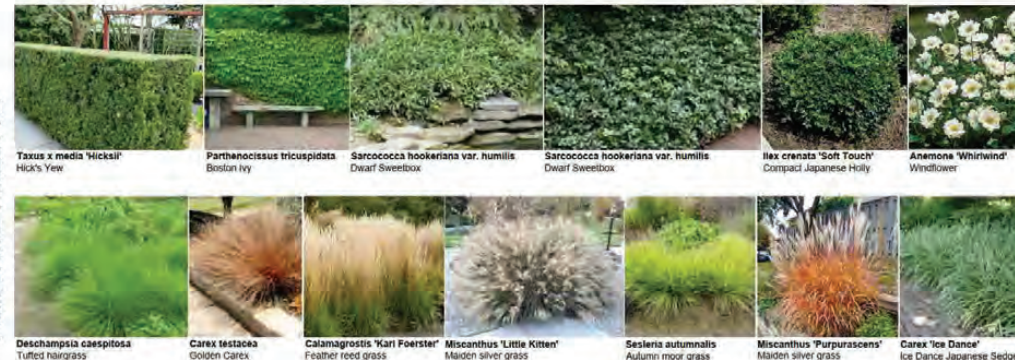 Taxus x media 'Hicksii'
Hick's Yew
Parthenocissus tricuspidata
Boston Ivy
Sarcococca hookeriana var. humilis
Dwarf Sweetbox
Sarcococca hookeriana var. humilis
Dwarf Sweetbox
Ilex crenata 'Soft Touch'
Compact Japanese Holly
Anemone 'Whirlwind'
Windflower
Deschampsia caespitosa
Tufted hairgrass
Carex testacea
Golden Carex
Calamagrostis 'Karl Foerster'
Feather reed grass
Miscanthus 'Little Kitten'
Maiden silver grass
Sesleria autumnalis
Autumn moor grass
Miscanthus 'Purpurascens'
Maiden silver grass
Carex 'Ice Dance'
Ice Dance Japanese Sedge